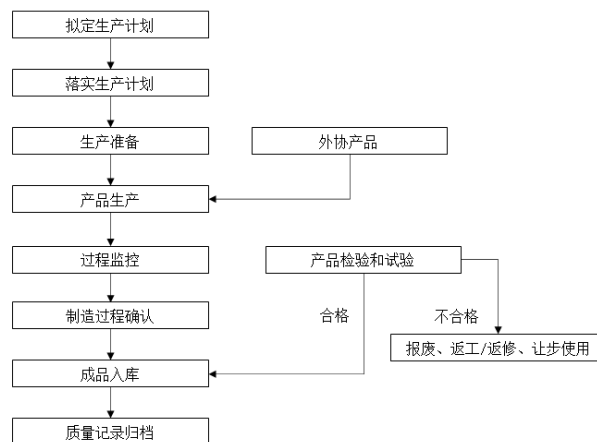 拟定生产计划
落实生产计划
生产准备
外协产品
产品生产
过程监控
产品检验和试验
制造过程确认
合格
不合格
报废、返工/返修、让步使用
成品入库
质量记录归档